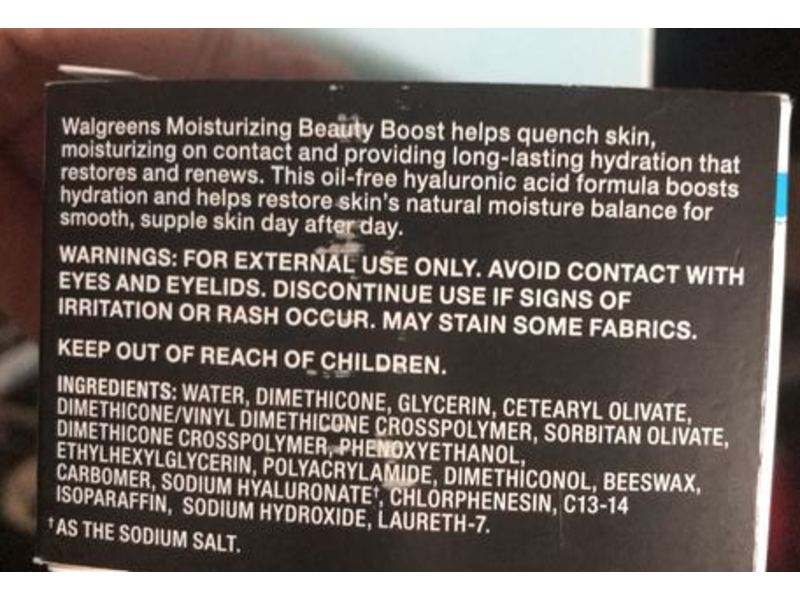 Walgreens Moisturizing Beauty Boost helps quench skin,
moisturizing on contact and providing long-lasting hydration that
restores and renews. This oil-free hyaluronic acid formula boosts
hydration and helps restore skin's natural moisture balance for
smooth, supple skin day after day.
WARNINGS: FOR EXTERNAL USE ONLY. AVOID CONTACT WITH
EYES AND EYELIDS. DISCONTINUE USE IF SIGNS OF
IRRITATION OR RASH OCCUR. MAY STAIN SOME FABRICS.
KEEP OUT OF REACH OF CHILDREN.
INGREDIENTS: WATER, DIMETHICONE, GLYCERIN, CETEARYL OLIVATE,
DIMETHICONE/VINYL DIMETHICONE CROSSPOLYMER, SORBITAN OLIVATE,
DIMETHICONE CROSSPOLYMER, PHENOXYETHANOL,
ETHYLHEXYLGLYCERIN, POLYACRYLAMIDE, DIMETHICONOL, BEESWAX,
CARBOMER, SODIUM HYALURONATE†, CHLORPHENESIN, C13-14
ISOPARAFFIN, SODIUM HYDROXIDE, LAURETH-7.
†AS THE SODIUM SALT.